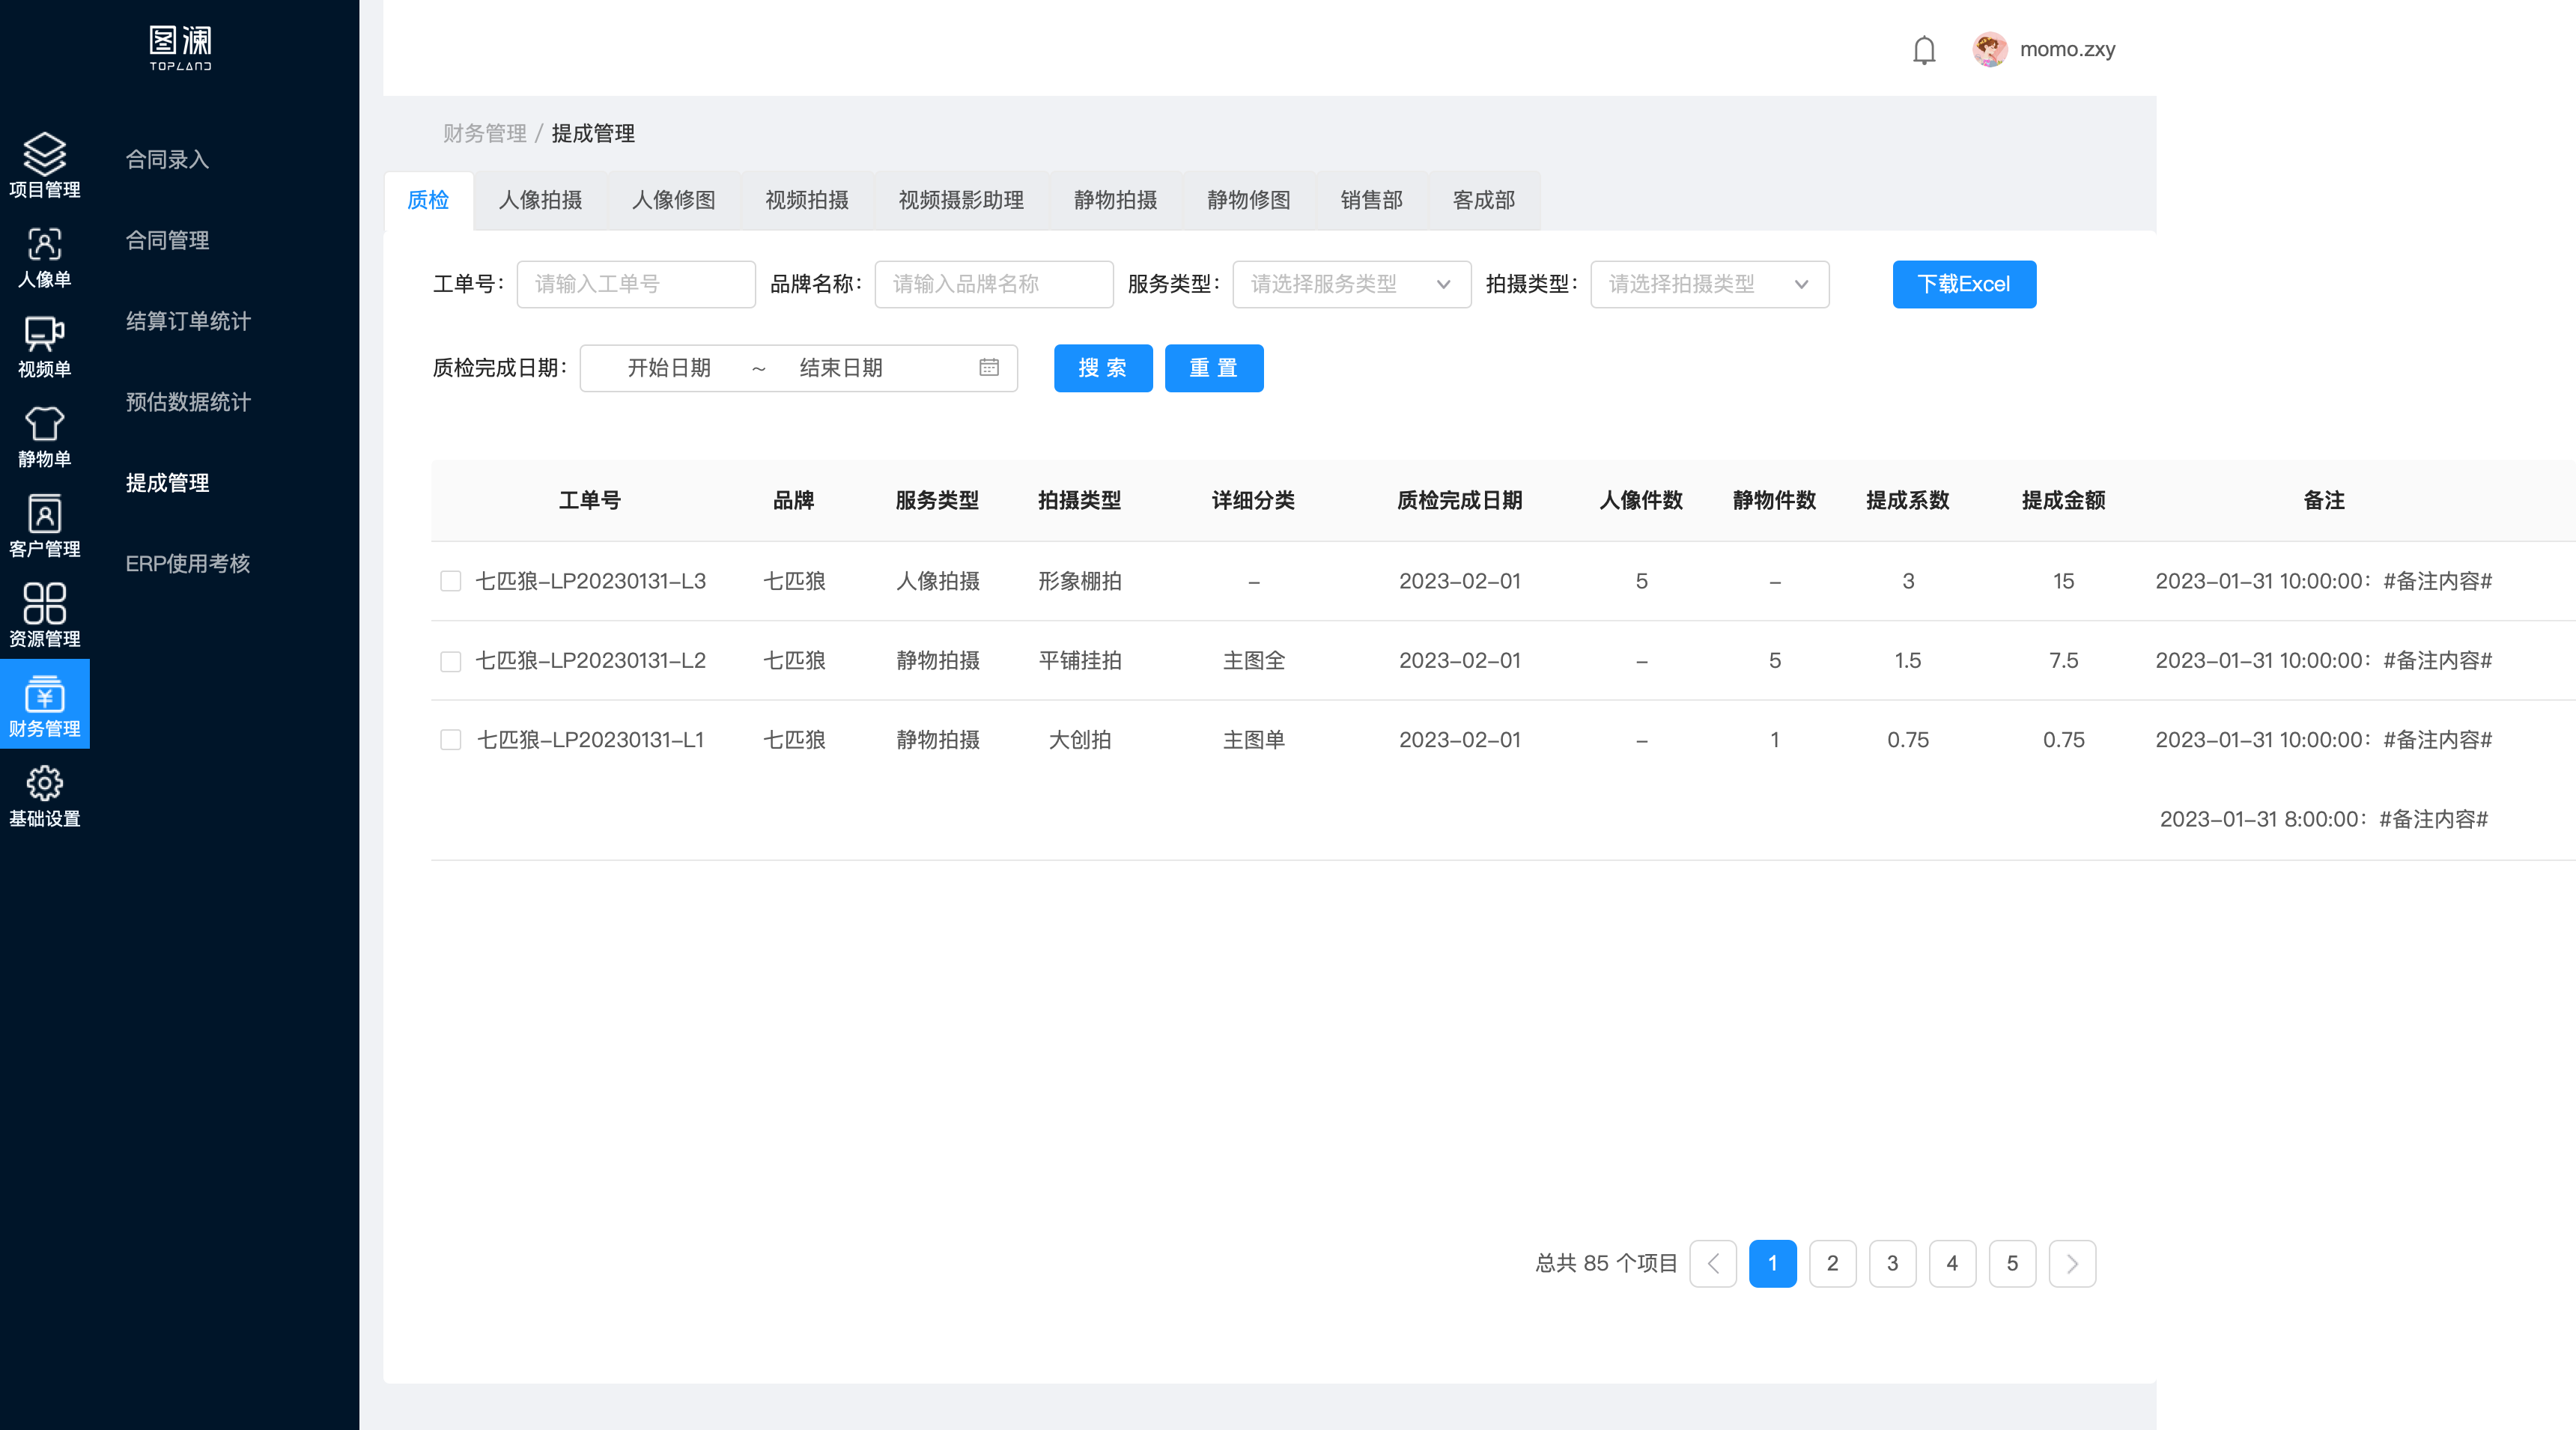 图澜
TOPLAND
momo.zxy
项目管理
人像单
视频单
静物单
客户管理
资源管理
财务管理
基础设置
合同录入
合同管理
结算订单统计
预估数据统计
提成管理
ERP使用考核
财务管理 / 提成管理
质检 人像拍摄 人像修图 视频拍摄 视频摄影助理 静物拍摄 静物修图 销售部 客成部
工单号： 请输入工单号 品牌名称： 请输入品牌名称 服务类型： 请选择服务类型 拍摄类型： 请选择拍摄类型 下载Excel
质检完成日期： 开始日期 ~ 结束日期 搜 索 重 置
工单号 品牌 服务类型 拍摄类型 详细分类 质检完成日期 人像件数 静物件数 提成系数 提成金额 备注
七匹狼-LP20230131-L3 七匹狼 人像拍摄 形象棚拍 - 2023-02-01 5 - 3 15 2023-01-31 10:00:00：#备注内容#
七匹狼-LP20230131-L2 七匹狼 静物拍摄 平铺挂拍 主图全 2023-02-01 - 5 1.5 7.5 2023-01-31 10:00:00：#备注内容#
七匹狼-LP20230131-L1 七匹狼 静物拍摄 大创拍 主图单 2023-02-01 - 1 0.75 0.75 2023-01-31 10:00:00：#备注内容#
2023-01-31 8:00:00：#备注内容#
总共 85 个项目 1 2 3 4 5